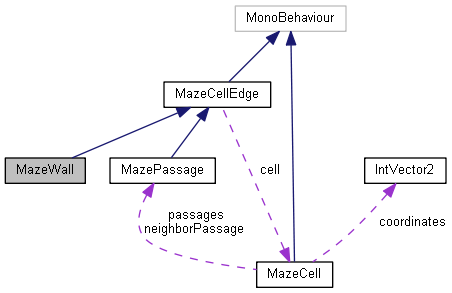 MonoBehaviour
MazeCellEdge
MazeWall
MazePassage
cell
IntVector2
passages
neighborPassage
coordinates
MazeCell